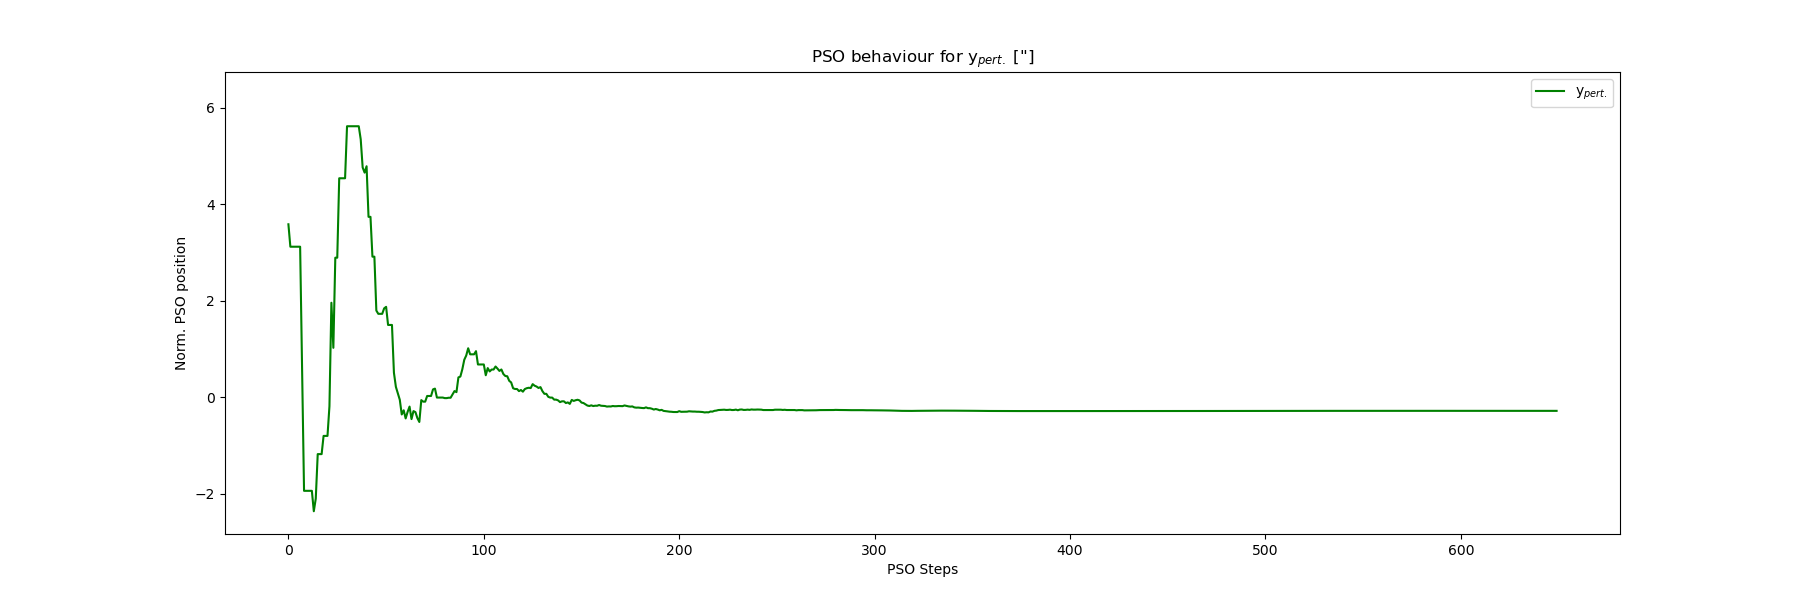 PSO behaviour for y_pert. ["]
y_pert.
Norm. PSO position
6
4
2
0
−2
0 100 200 300 400 500 600
PSO Steps